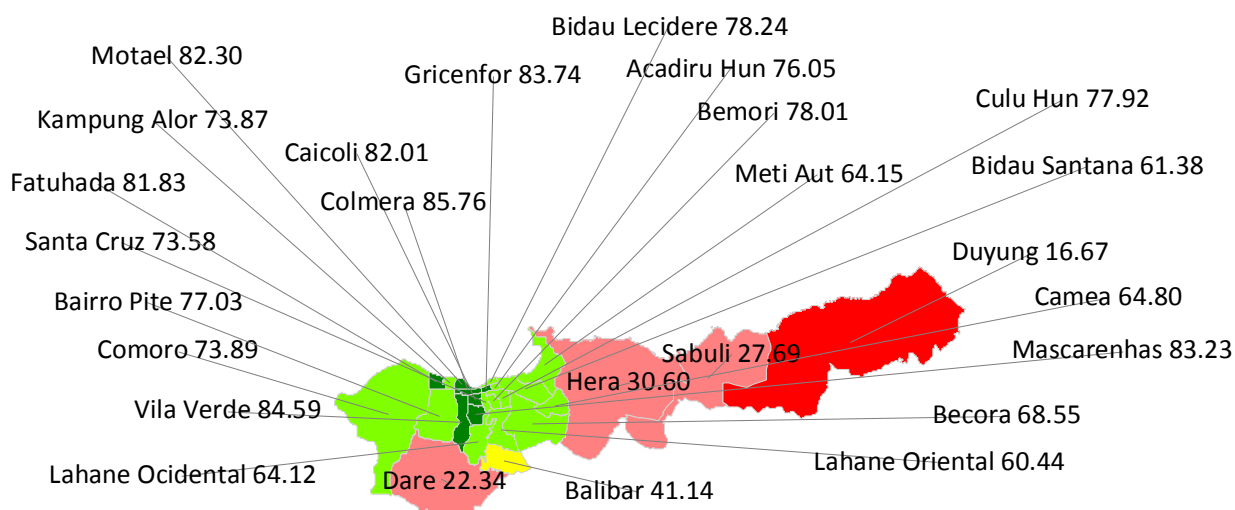 Bidau Lecidere 78.24
Motael 82.30
Gricenfor 83.74
Acadiru Hun 76.05
Culu Hun 77.92
Bemori 78.01
Kampung Alor 73.87
Caicoli 82.01
Bidau Santana 61.38
Meti Aut 64.15
Fatuhada 81.83
Colmera 85.76
Santa Cruz 73.58
Duyung 16.67
Bairro Pite 77.03
Camea 64.80
Comoro 73.89
Sabuli 27.69
Mascarenhas 83.23
Hera 30.60
Vila Verde 84.59
Becora 68.55
Lahane Oriental 60.44
Lahane Ocidental 64.12
Dare 22.34
Balibar 41.14